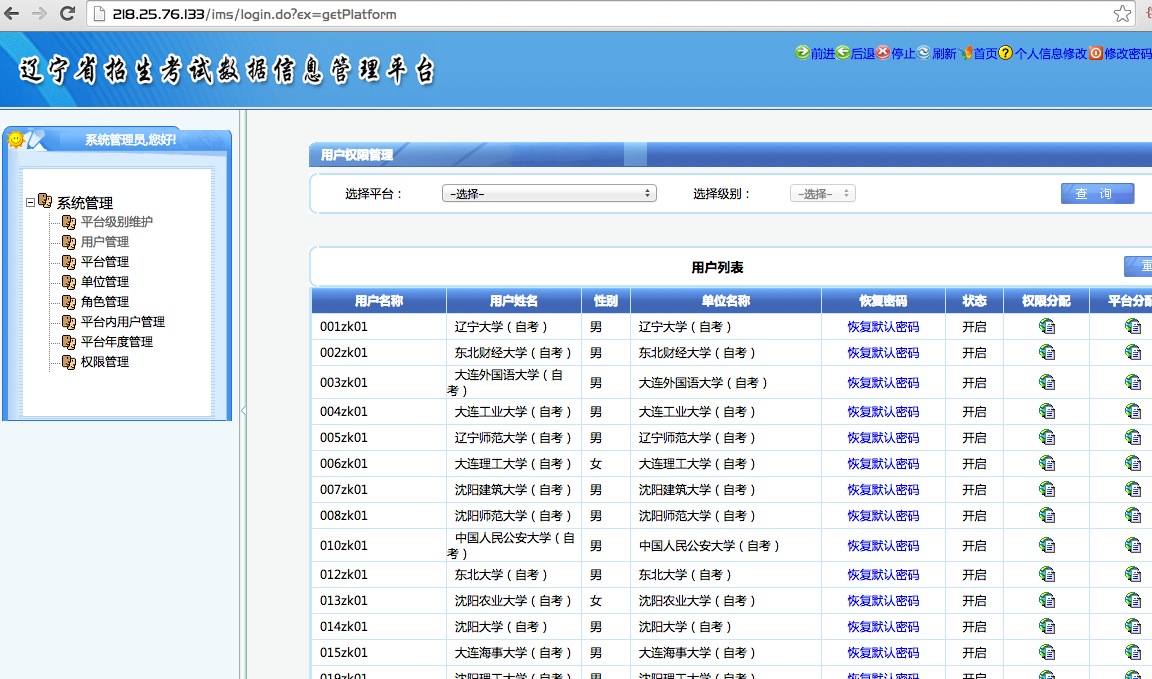 218.25.76.133/ims/login.do?ex=getPlatform
辽宁省招生考试数据信息管理平台
前进 后退 停止 刷新 首页 个人信息修改 修改密码
系统管理员,您好!
系统管理
平台级别维护
用户管理
平台管理
单位管理
角色管理
平台内用户管理
平台年度管理
权限管理
用户权限管理
选择平台： -选择- 选择级别： -选择- 查 询
用户列表
用户名称 用户姓名 性别 单位名称 恢复密码 状态 权限分配 平台分配
001zk01 辽宁大学（自考） 男 辽宁大学（自考） 恢复默认密码 开启
002zk01 东北财经大学（自考） 男 东北财经大学（自考） 恢复默认密码 开启
003zk01 大连外国语大学（自
考） 男 大连外国语大学（自考） 恢复默认密码 开启
004zk01 大连工业大学（自考） 男 大连工业大学（自考） 恢复默认密码 开启
005zk01 辽宁师范大学（自考） 男 辽宁师范大学（自考） 恢复默认密码 开启
006zk01 大连理工大学（自考） 女 大连理工大学（自考） 恢复默认密码 开启
007zk01 沈阳建筑大学（自考） 男 沈阳建筑大学（自考） 恢复默认密码 开启
008zk01 沈阳师范大学（自考） 男 沈阳师范大学（自考） 恢复默认密码 开启
010zk01 中国人民公安大学（自
考） 男 中国人民公安大学（自考） 恢复默认密码 开启
012zk01 东北大学（自考） 男 东北大学（自考） 恢复默认密码 开启
013zk01 沈阳农业大学（自考） 女 沈阳农业大学（自考） 恢复默认密码 开启
014zk01 沈阳大学（自考） 男 沈阳大学（自考） 恢复默认密码 开启
015zk01 大连海事大学（自考） 男 大连海事大学（自考） 恢复默认密码 开启
019zk01 沈阳理工大学（自考） 男 沈阳理工大学（自考） 恢复默认密码 开启